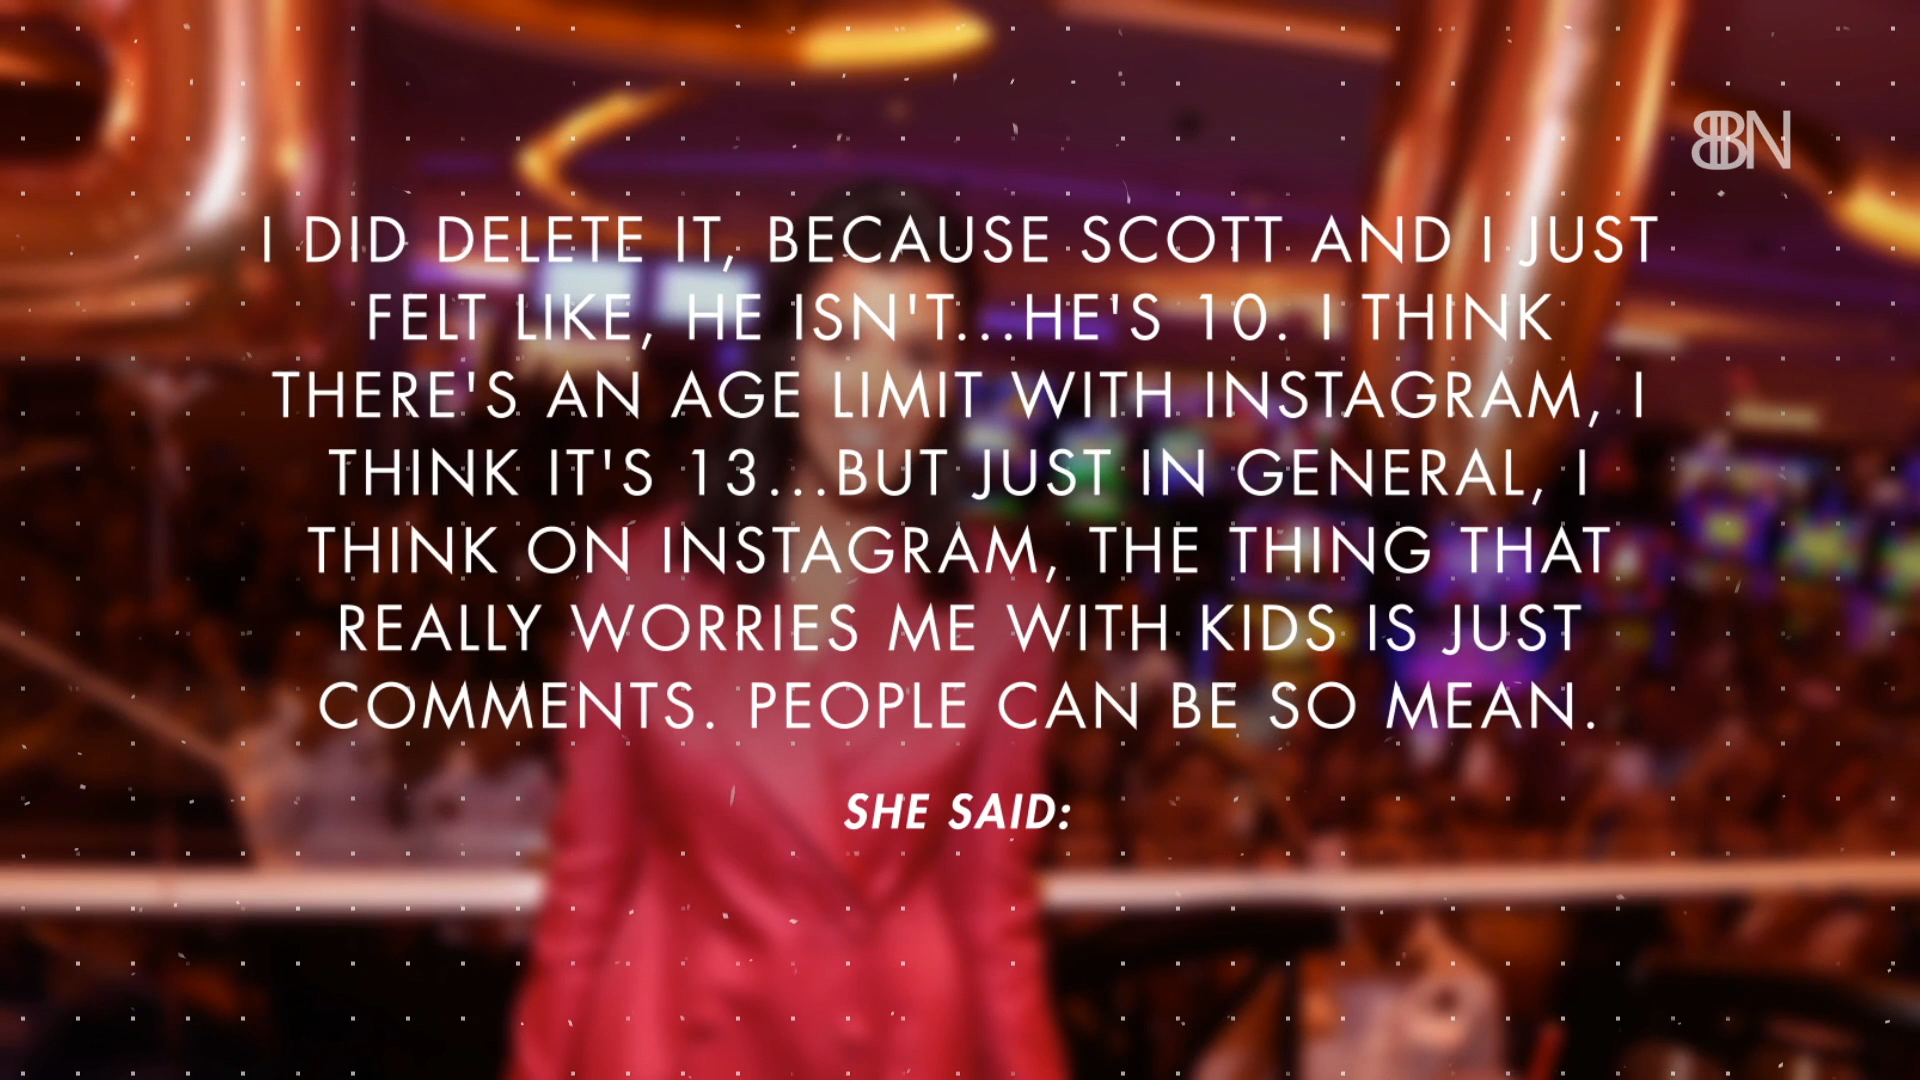 BBN
I DID DELETE IT, BECAUSE SCOTT AND I JUST
FELT LIKE, HE ISN'T...HE'S 10. I THINK
THERE'S AN AGE LIMIT WITH INSTAGRAM, I
THINK IT'S 13...BUT JUST IN GENERAL, I
THINK ON INSTAGRAM, THE THING THAT
REALLY WORRIES ME WITH KIDS IS JUST
COMMENTS. PEOPLE CAN BE SO MEAN.
SHE SAID: